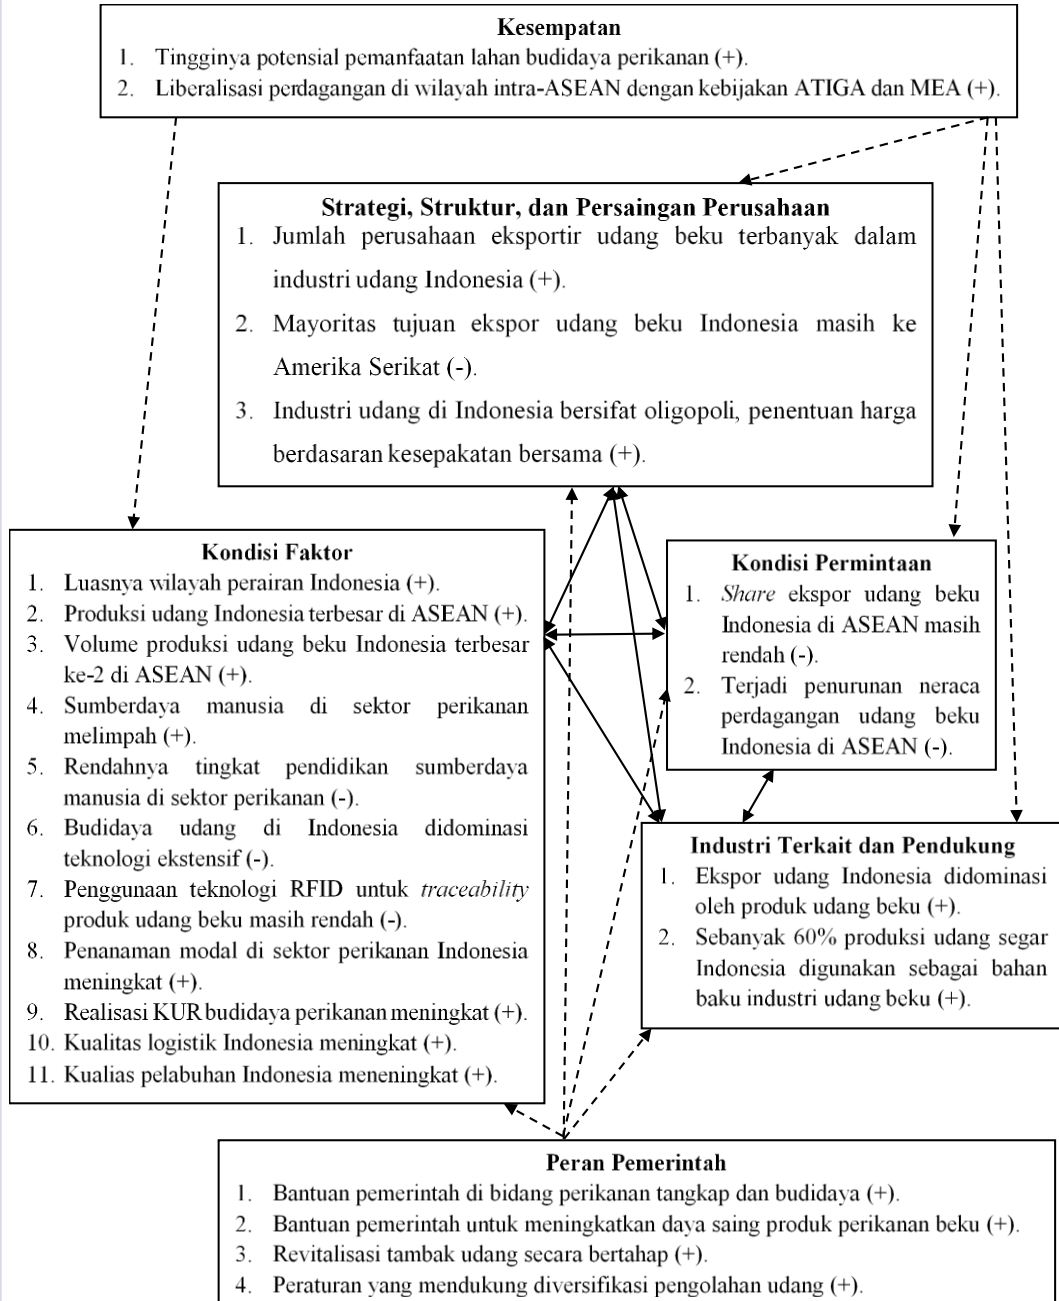 Kesempatan
1. Tingginya potensial pemanfaatan lahan budidaya perikanan (+).
2. Liberalisasi perdagangan di wilayah intra-ASEAN dengan kebijakan ATIGA dan MEA (+).
Strategi, Struktur, dan Persaingan Perusahaan
1. Jumlah perusahaan eksportir udang beku terbanyak dalam
industri udang Indonesia (+).
2. Mayoritas tujuan ekspor udang beku Indonesia masih ke
Amerika Serikat (-).
3. Industri udang di Indonesia bersifat oligopoli, penentuan harga
berdasaran kesepakatan bersama (+).
Kondisi Faktor
1. Luasnya wilayah perairan Indonesia (+).
2. Produksi udang Indonesia terbesar di ASEAN (+).
3. Volume produksi udang beku Indonesia terbesar
ke-2 di ASEAN (+).
4. Sumberdaya manusia di sektor perikanan
melimpah (+).
5. Rendahnya tingkat pendidikan sumberdaya
manusia di sektor perikanan (-).
6. Budidaya udang di Indonesia didominasi
teknologi ekstensif (-).
7. Penggunaan teknologi RFID untuk traceability
produk udang beku masih rendah (-).
8. Penanaman modal di sektor perikanan Indonesia
meningkat (+).
9. Realisasi KUR budidaya perikanan meningkat (+).
10. Kualitas logistik Indonesia meningkat (+).
11. Kualias pelabuhan Indonesia meneningkat (+).
Kondisi Permintaan
1. Share ekspor udang beku
Indonesia di ASEAN masih
rendah (-).
2. Terjadi penurunan neraca
perdagangan udang beku
Indonesia di ASEAN (-).
Industri Terkait dan Pendukung
1. Ekspor udang Indonesia didominasi
oleh produk udang beku (+).
2. Sebanyak 60% produksi udang segar
Indonesia digunakan sebagai bahan
baku industri udang beku (+).
Peran Pemerintah
1. Bantuan pemerintah di bidang perikanan tangkap dan budidaya (+).
2. Bantuan pemerintah untuk meningkatkan daya saing produk perikanan beku (+).
3. Revitalisasi tambak udang secara bertahap (+).
4. Peraturan yang mendukung diversifikasi pengolahan udang (+).